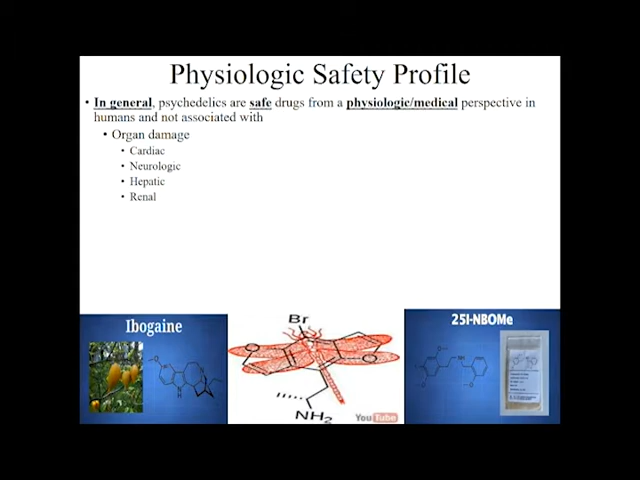 Physiologic Safety Profile
• In general, psychedelics are safe drugs from a physiologic/medical perspective in
humans and not associated with
• Organ damage
• Cardiac
• Neurologic
• Hepatic
• Renal
Ibogaine
Br
NH2
YouTube
25I-NBOMe